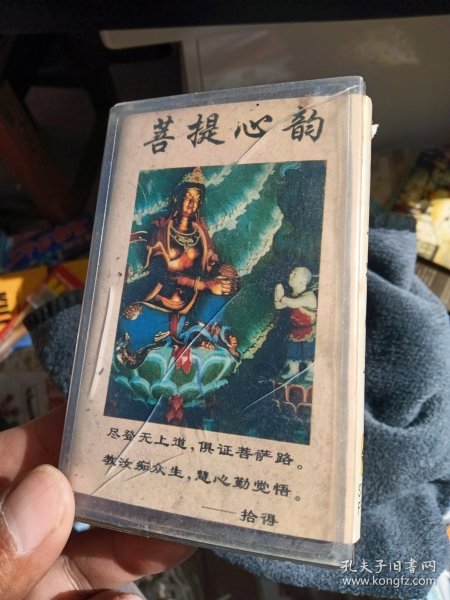 菩提心韵
尽登无上道，俱证菩萨路。
教汝痴众生，慧心勤觉悟。
——拾得
孔夫子旧书网
www.kongfz.com